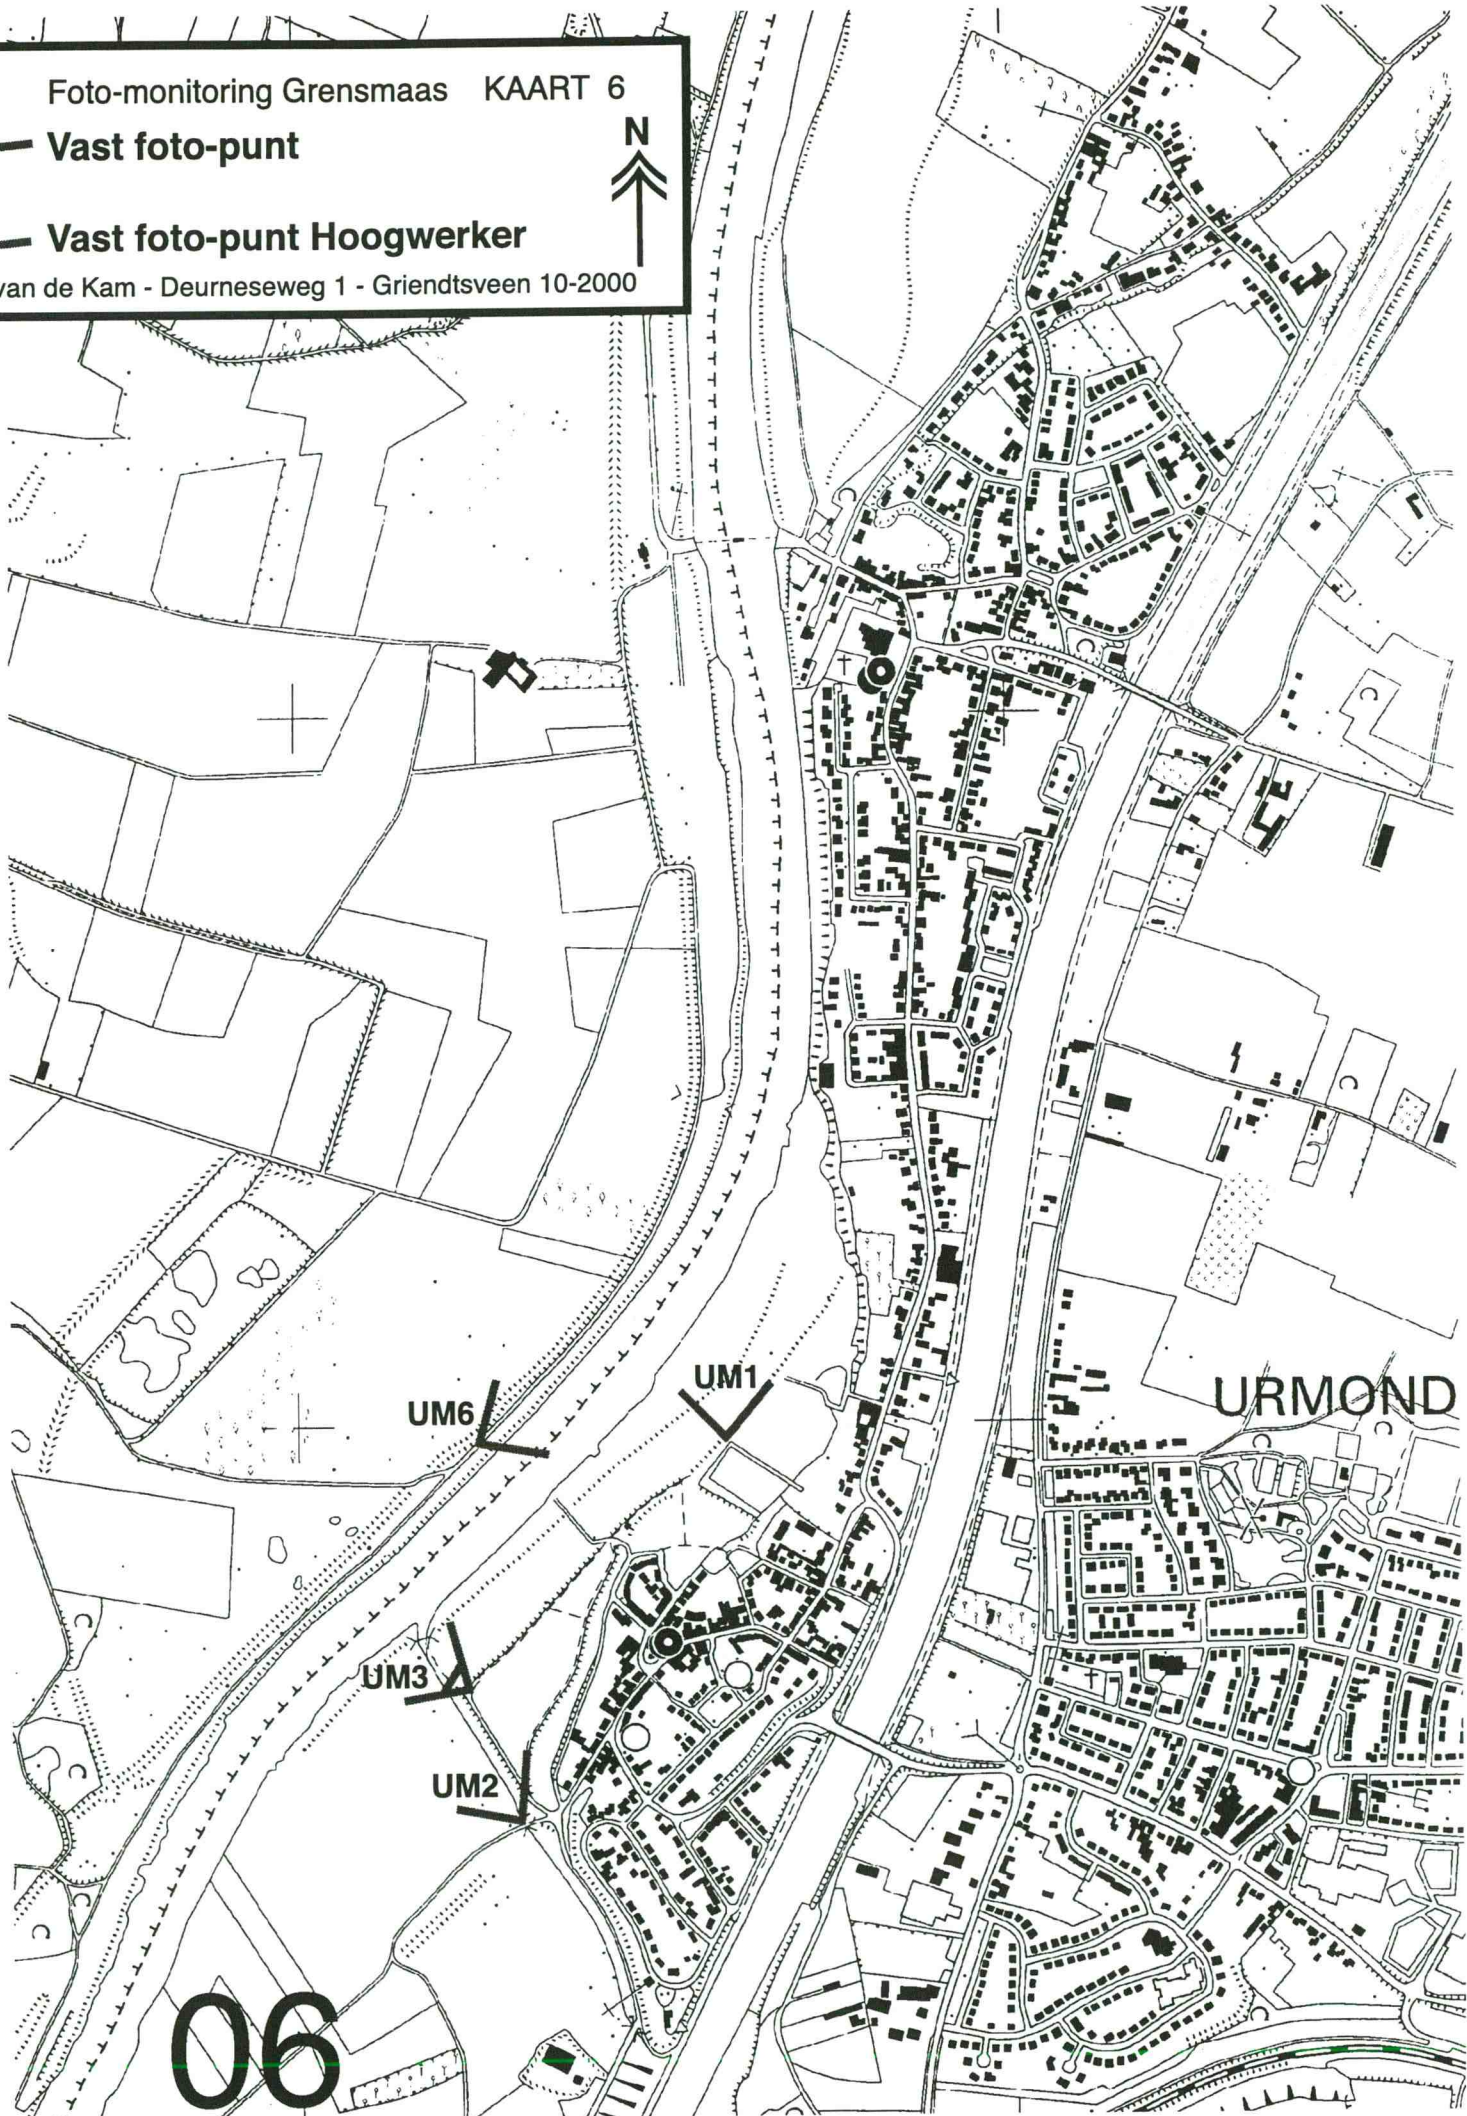 Foto-monitoring Grensmaas KAART 6
Vast foto-punt
N
Vast foto-punt Hoogwerker
van de Kam - Deurneseweg 1 - Griendtsveen 10-2000
UM1
UM6
URMOND
UM3
UM2
06